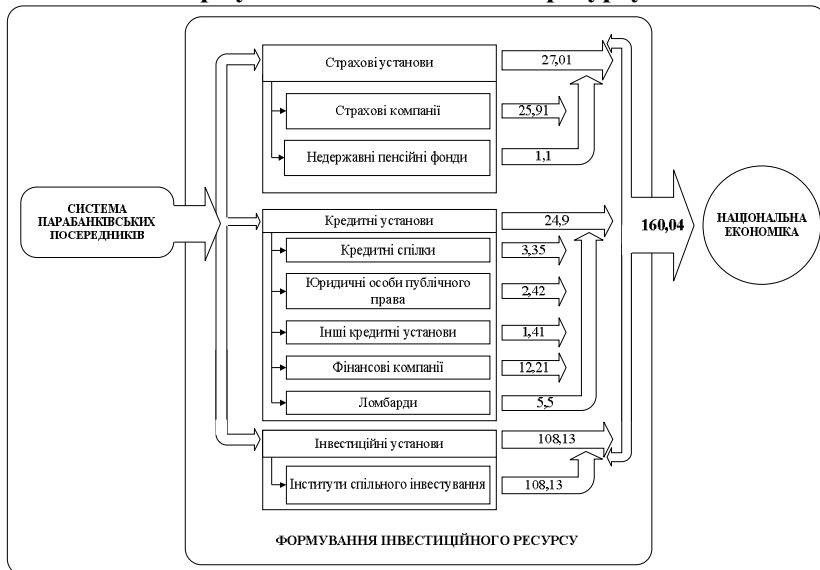 Страхові установи
27,01
Страхові компанії
25,91
Недержавні пенсійні фонди
1,1
СИСТЕМА
ПАРАБАНКІВСЬКИХ
ПОСЕРЕДНИКІВ
Кредитні установи
24,9
Кредитні спілки
3,35
Юридичні особи публічного
права
2,42
Інші кредитні установи
1,41
Фінансові компанії
12,21
Ломбарди
5,5
Інвестиційні установи
108,13
Інститути спільного інвестування
108,13
160,04
НАЦІОНАЛЬНА
ЕКОНОМІКА
ФОРМУВАННЯ ІНВЕСТИЦІЙНОГО РЕСУРСУ